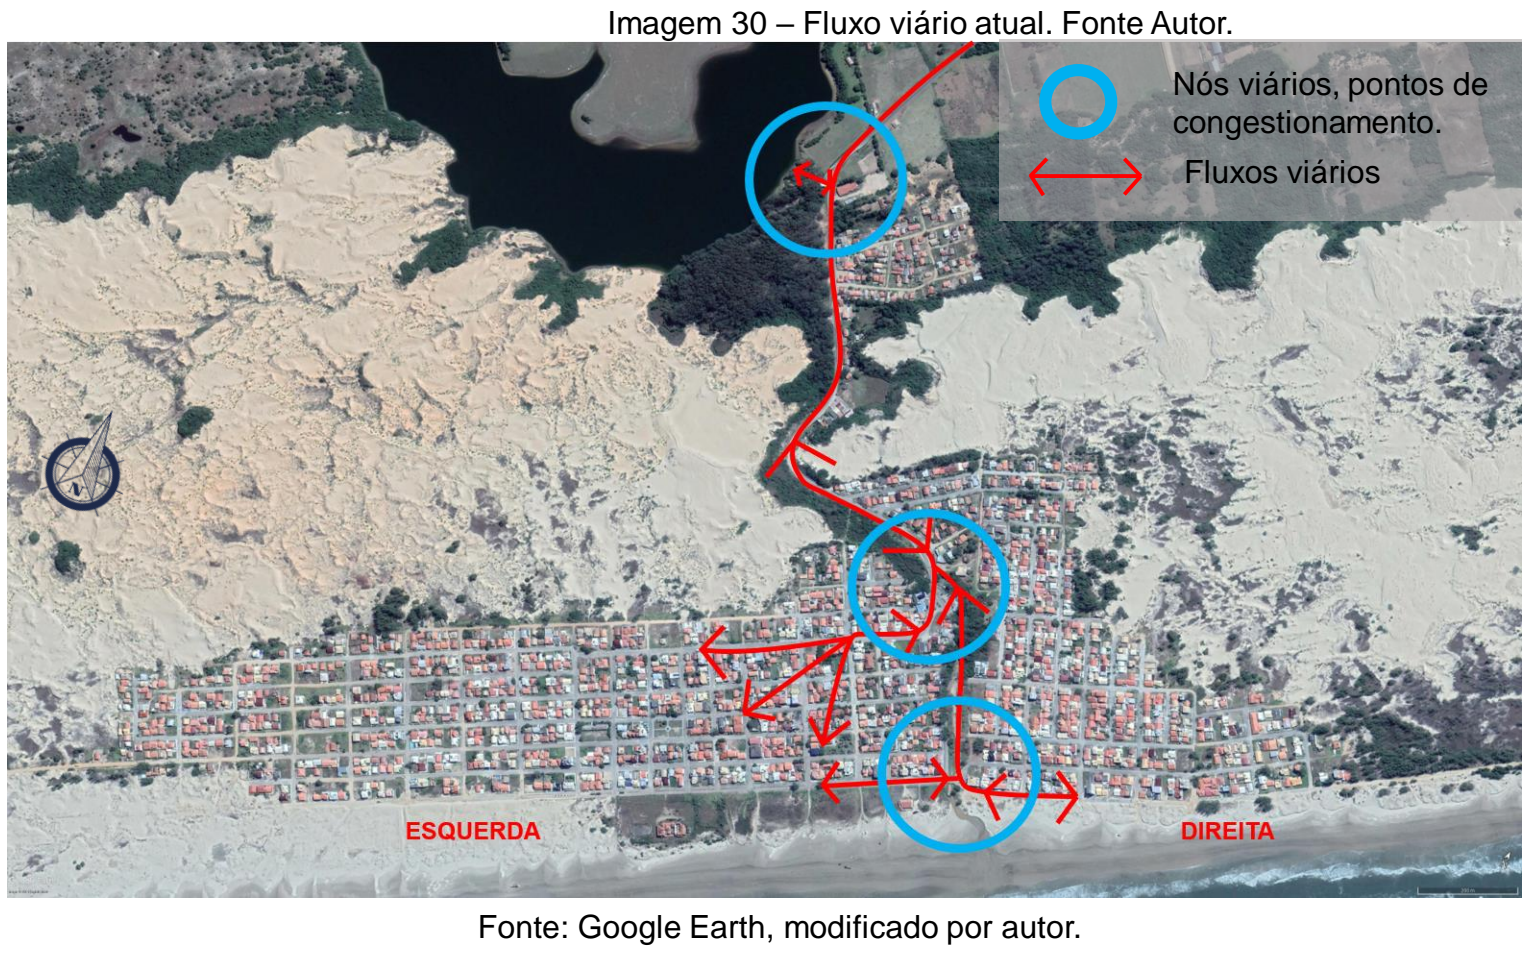 Imagem 30 – Fluxo viário atual. Fonte Autor.
Nós viários, pontos de
congestionamento.
Fluxos viários
N
ESQUERDA
DIREITA
Fonte: Google Earth, modificado por autor.